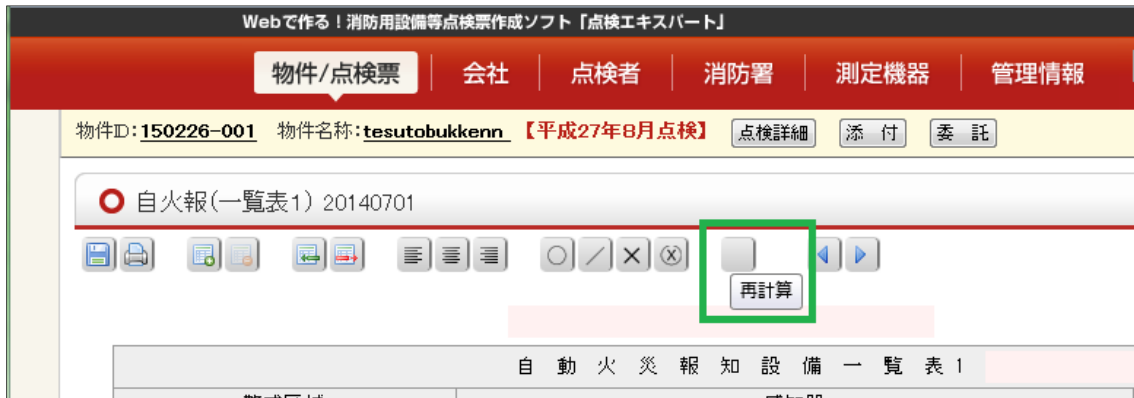 Webで作る！消防用設備等点検票作成ソフト「点検エキスパート」
物件/点検票 会社 点検者 消防署 測定機器 管理情報
物件ID:150226-001 物件名称:tesutobukkenn 【平成27年8月点検】 点検詳細 添 付 委 託
自火報(一覧表1) 20140701
再計算
自 動 火 災 報 知 設 備 一 覧 表 1